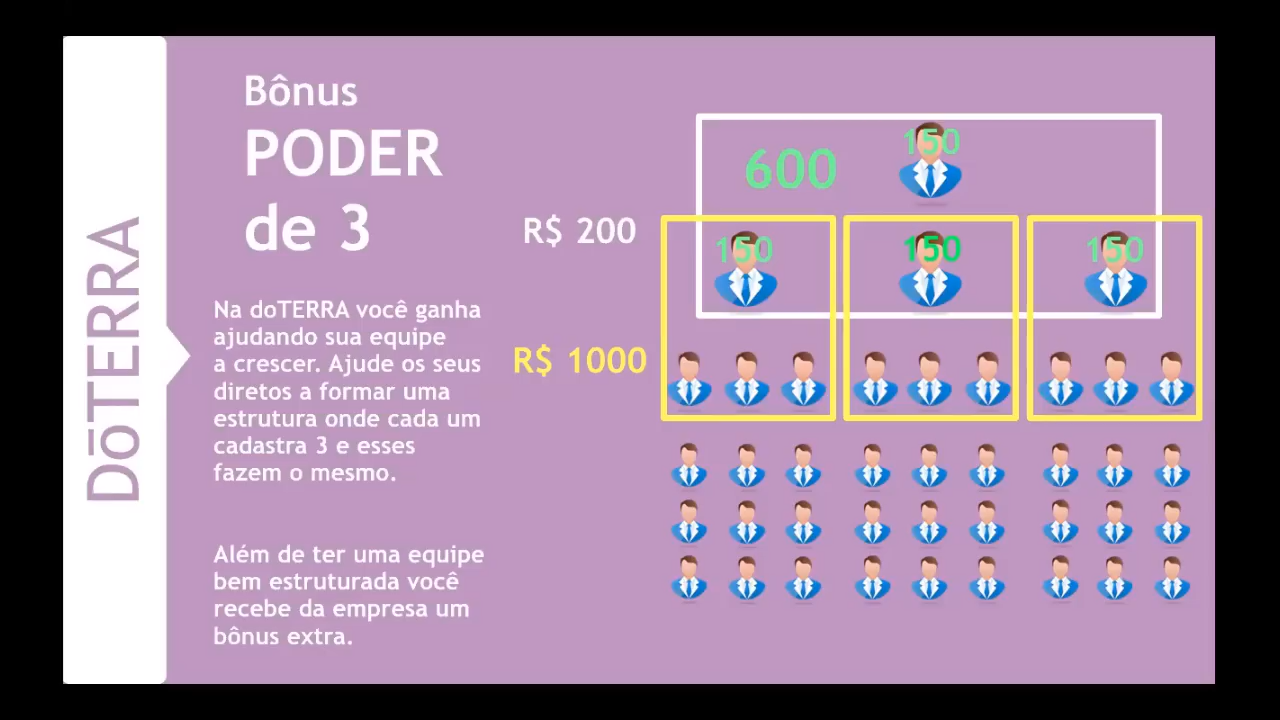 DōTERRA
Bônus
PODER
de 3
Na doTERRA você ganha
ajudando sua equipe
a crescer. Ajude os seus
diretos a formar uma
estrutura onde cada um
cadastra 3 e esses
fazem o mesmo.
Além de ter uma equipe
bem estruturada você
recebe da empresa um
bônus extra.
R$ 200
R$ 1000
600
150
150
150
150